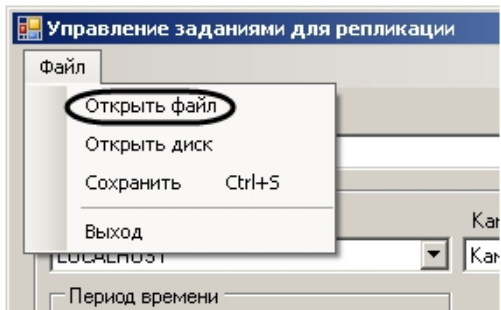 Управление заданиями для репликации
Файл
Открыть файл
Открыть диск
Сохранить Ctrl+S
Выход
LOCALHOST
Период времени